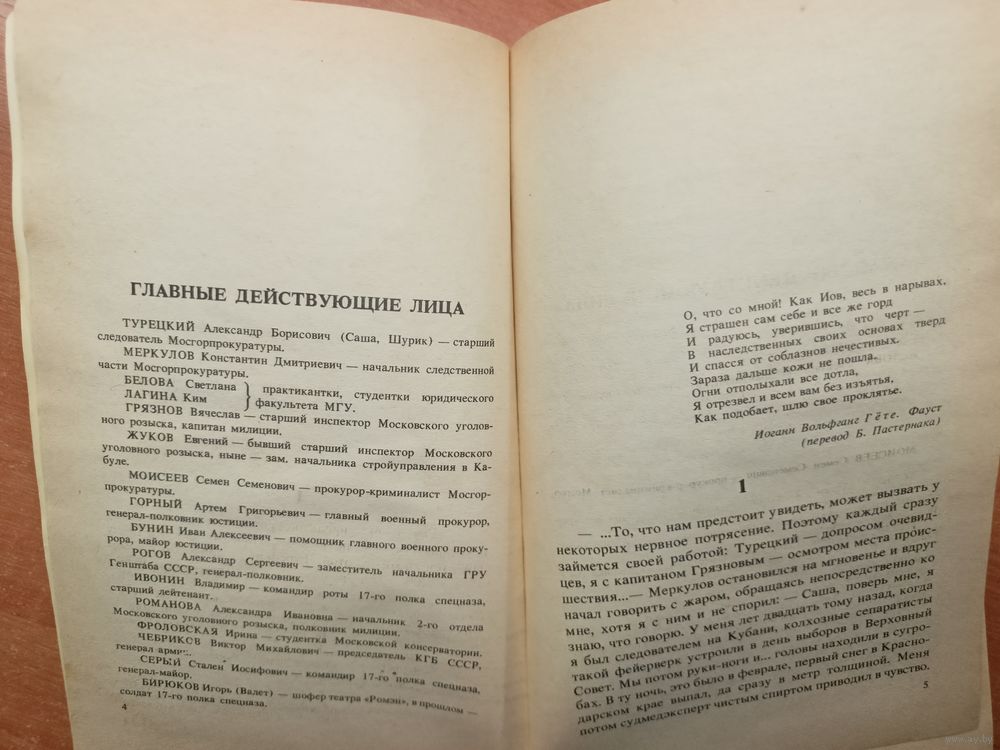 ГЛАВНЫЕ ДЕЙСТВУЮЩИЕ ЛИЦА
ТУРЕЦКИЙ Александр Борисович (Саша, Шурик) — старший
следователь Мосгорпрокуратуры.
МЕРКУЛОВ Константин Дмитриевич — начальник следственной
части Мосгорпрокуратуры.
БЕЛОВА Светлана } практикантки, студентки юридического
ЛАГИНА Ким } факультета МГУ.
ГРЯЗНОВ Вячеслав — старший инспектор Московского уголов-
ного розыска, капитан милиции.
ЖУКОВ Евгений — бывший старший инспектор Московского
уголовного розыска, ныне — зам. начальника стройуправления в Ка-
буле.
МОИСЕЕВ Семен Семенович — прокурор-криминалист Мосгор-
прокуратуры.
ГОРНЫЙ Артем Григорьевич — главный военный прокурор,
генерал-полковник юстиции.
БУНИН Иван Алексеевич — помощник главного военного проку-
рора, майор юстиции.
РОГОВ Александр Сергеевич — заместитель начальника ГРУ
Генштаба СССР, генерал-полковник.
ИВОНИН Владимир — командир роты 17-го полка спецназа,
старший лейтенант.
РОМАНОВА Александра Ивановна — начальник 2-го отдела
Московского уголовного розыска, полковник милиции.
ФРОЛОВСКАЯ Ирина — студентка Московской консерватории.
ЧЕБРИКОВ Виктор Михайлович — председатель КГБ СССР,
генерал армии.
СЕРЫЙ Стален Иосифович — командир 17-го полка спецназа,
генерал-майор.
БИРЮКОВ Игорь (Валет) — шофер театра «Ромэн», в прошлом —
солдат 17-го полка спецназа.
4
О, что со мной! Как Иов, весь в нарывах,
Я страшен сам себе и все же горд
И радуюсь, уверившись, что черт —
В наследственных своих основах тверд
И спасся от соблазнов нечестивых.
Зараза дальше кожи не пошла.
Огни отполыхали все дотла,
Я отрезвел и всем вам без изъятья,
Как подобает, шлю свое проклятье.
Иоганн Вольфганг Гёте. Фауст
(перевод Б. Пастернака)
1
— ...То, что нам предстоит увидеть, может вызвать у
некоторых нервное потрясение. Поэтому каждый сразу
займется своей работой: Турецкий — допросом очевид-
цев, я с капитаном Грязновым — осмотром места проис-
шествия...— Меркулов остановился на мгновенье и вдруг
начал говорить с жаром, обращаясь непосредственно ко
мне, хотя я с ним и не спорил: — Саша, поверь мне, я
знаю, что говорю. У меня лет двадцать тому назад, когда
я был следователем на Кубани, колхозные сепаратисты
такой фейерверк устроили в день выборов в Верховный
Совет. Мы потом руки-ноги и... головы находили в сугро-
бах. В ту ночь, это было в феврале, первый снег в Красно-
дарском крае выпал, да сразу в метр толщиной. Меня
потом судмедэксперт чистым спиртом приводил в чувство.
5
www.ay.by